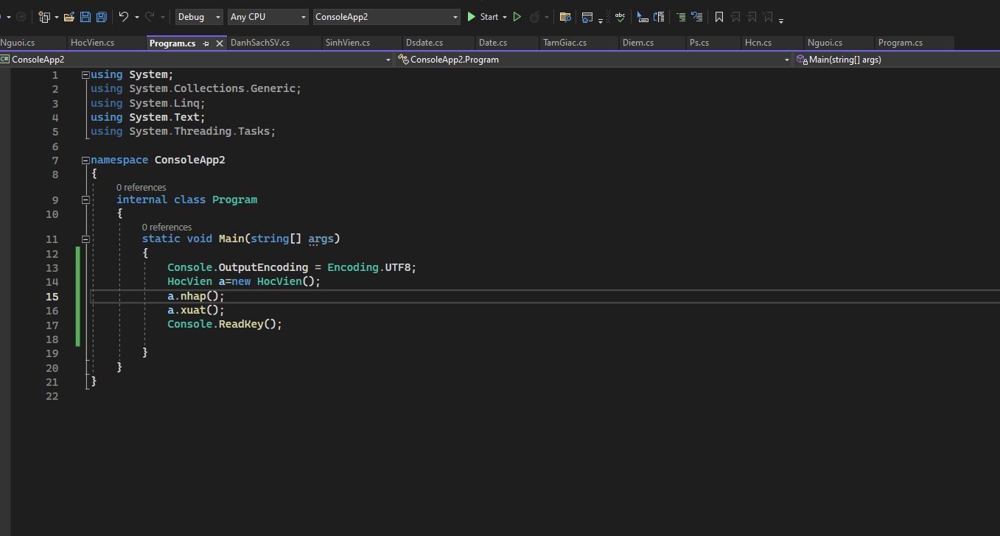 Debug Any CPU ConsoleApp2 Start abc
Nguoi.cs HocVien.cs Program.cs DanhSachSV.cs SinhVien.cs Dsdate.cs Date.cs TamGiac.cs Diem.cs Ps.cs Hcn.cs Nguoi.cs Program.cs
C# ConsoleApp2 ConsoleApp2.Program Main(string[] args)
1 using System;
2 using System.Collections.Generic;
3 using System.Linq;
4 using System.Text;
5 using System.Threading.Tasks;
6
7 namespace ConsoleApp2
8 {
0 references
9 internal class Program
10 {
0 references
11 static void Main(string[] args)
12 {
13 Console.OutputEncoding = Encoding.UTF8;
14 HocVien a=new HocVien();
15 a.nhap();
16 a.xuat();
17 Console.ReadKey();
18
19 }
20 }
21 }
22